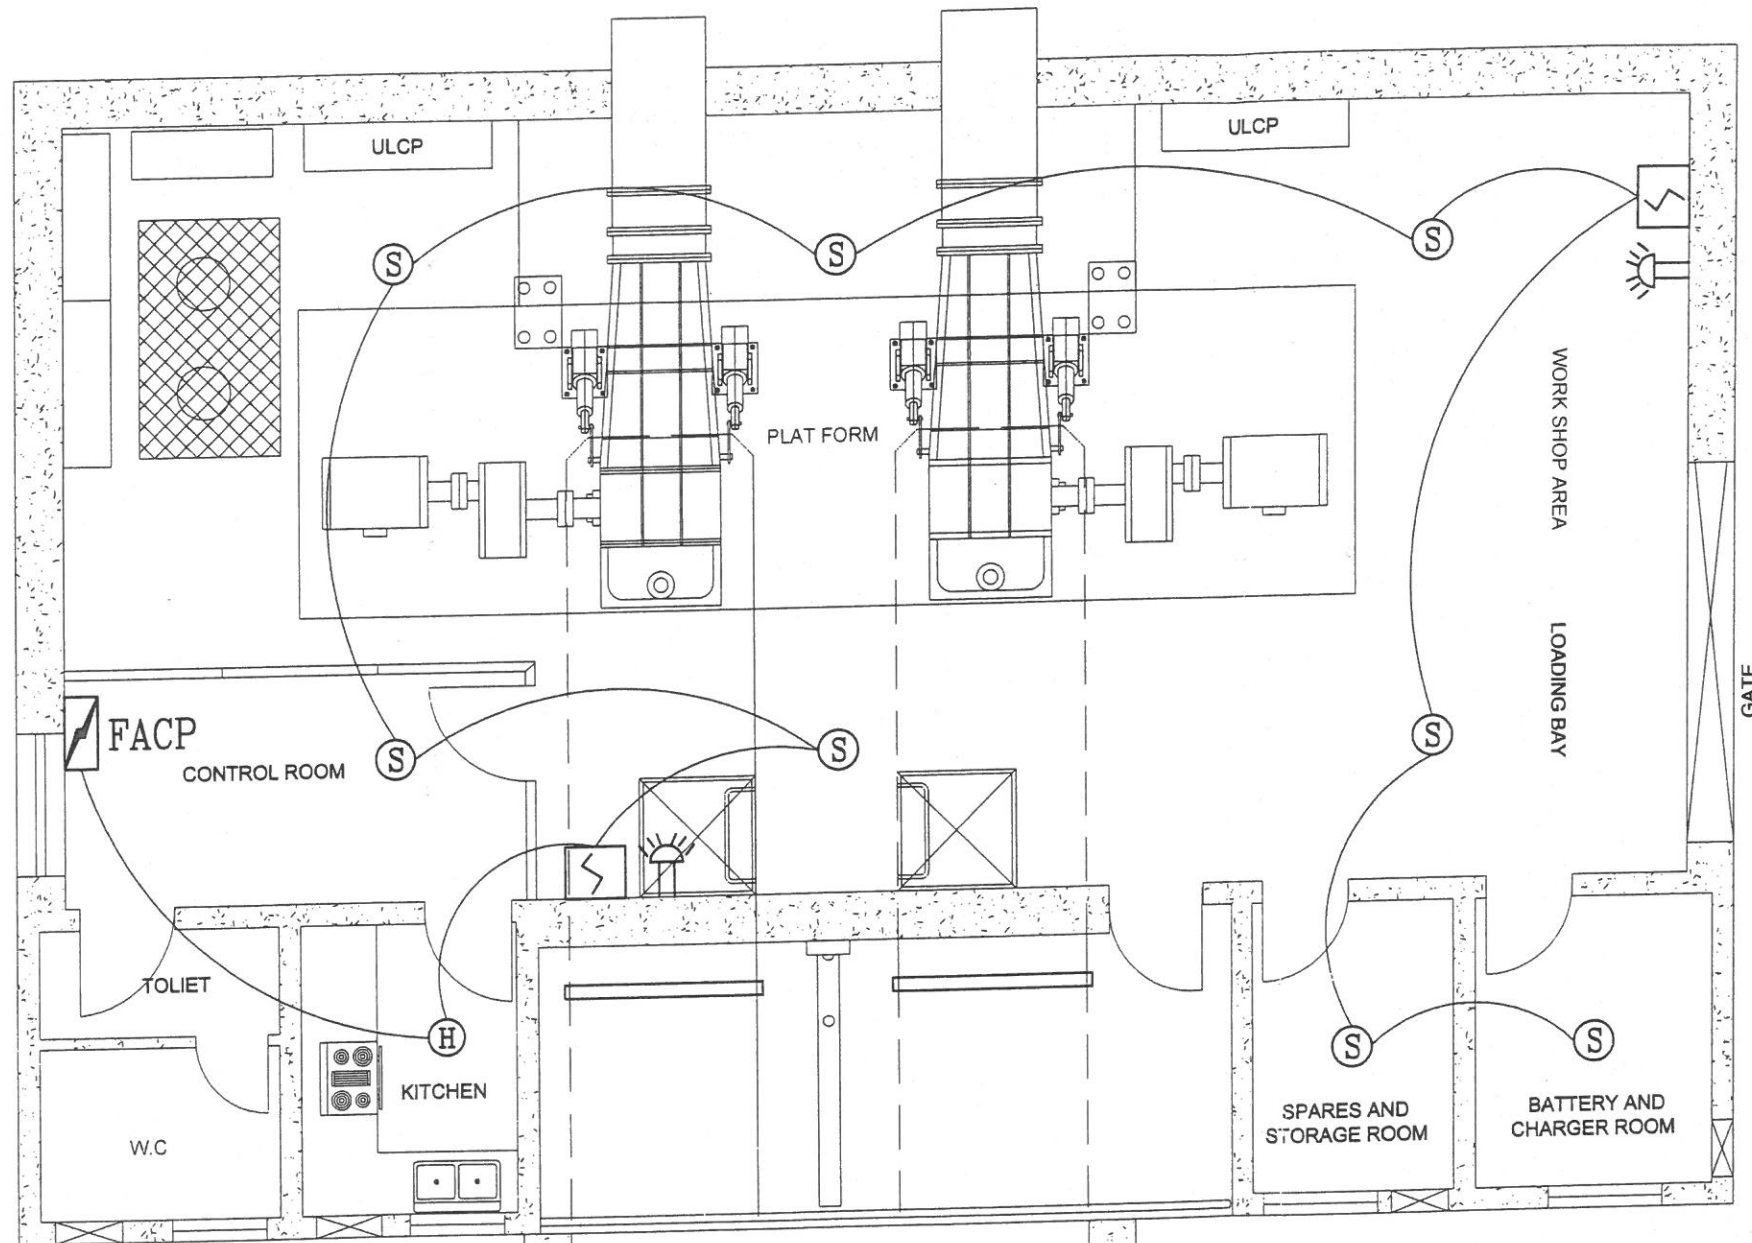 ULCP
ULCP
S
S
S
WORK SHOP AREA
PLAT FORM
LOADING BAY
GATE
FACP
CONTROL ROOM
S
S
S
TOLIET
H
KITCHEN
S
S
W.C
SPARES AND
STORAGE ROOM
BATTERY AND
CHARGER ROOM